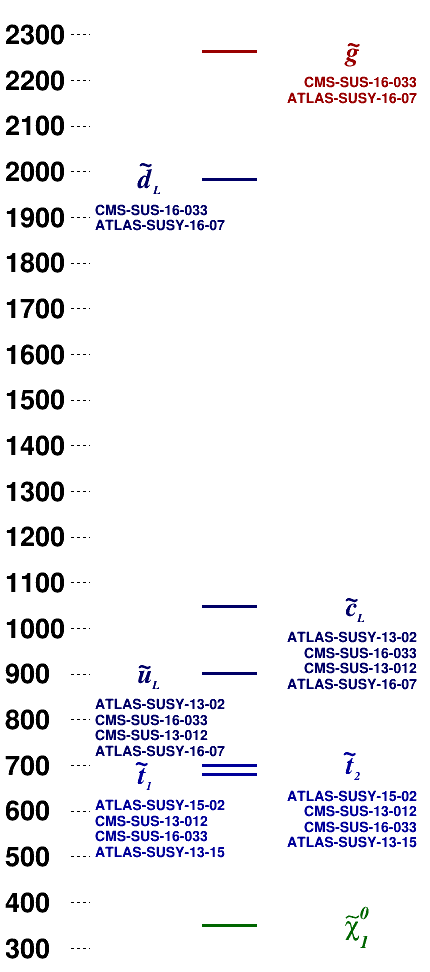 2300
g̃
2200
CMS-SUS-16-033
ATLAS-SUSY-16-07
2100
2000
d̃L
1900
CMS-SUS-16-033
ATLAS-SUSY-16-07
1800
1700
1600
1500
1400
1300
1200
1100
c̃L
1000
ATLAS-SUSY-13-02
CMS-SUS-16-033
CMS-SUS-13-012
ATLAS-SUSY-16-07
900
ũL
ATLAS-SUSY-13-02
CMS-SUS-16-033
CMS-SUS-13-012
ATLAS-SUSY-16-07
800
700
t̃1
ATLAS-SUSY-15-02
CMS-SUS-13-012
CMS-SUS-16-033
ATLAS-SUSY-13-15
t̃2
ATLAS-SUSY-15-02
CMS-SUS-13-012
CMS-SUS-16-033
ATLAS-SUSY-13-15
600
500
400
χ̃01
300